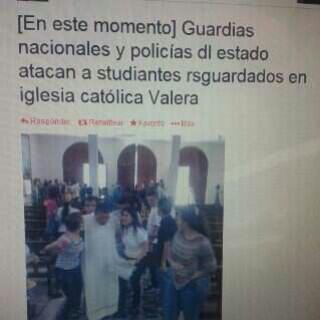 [En este momento] Guardias
nacionales y policías dl estado
atacan a studiantes rsguardados en
iglesia católica Valera
Responder Retwittear Favorito Más